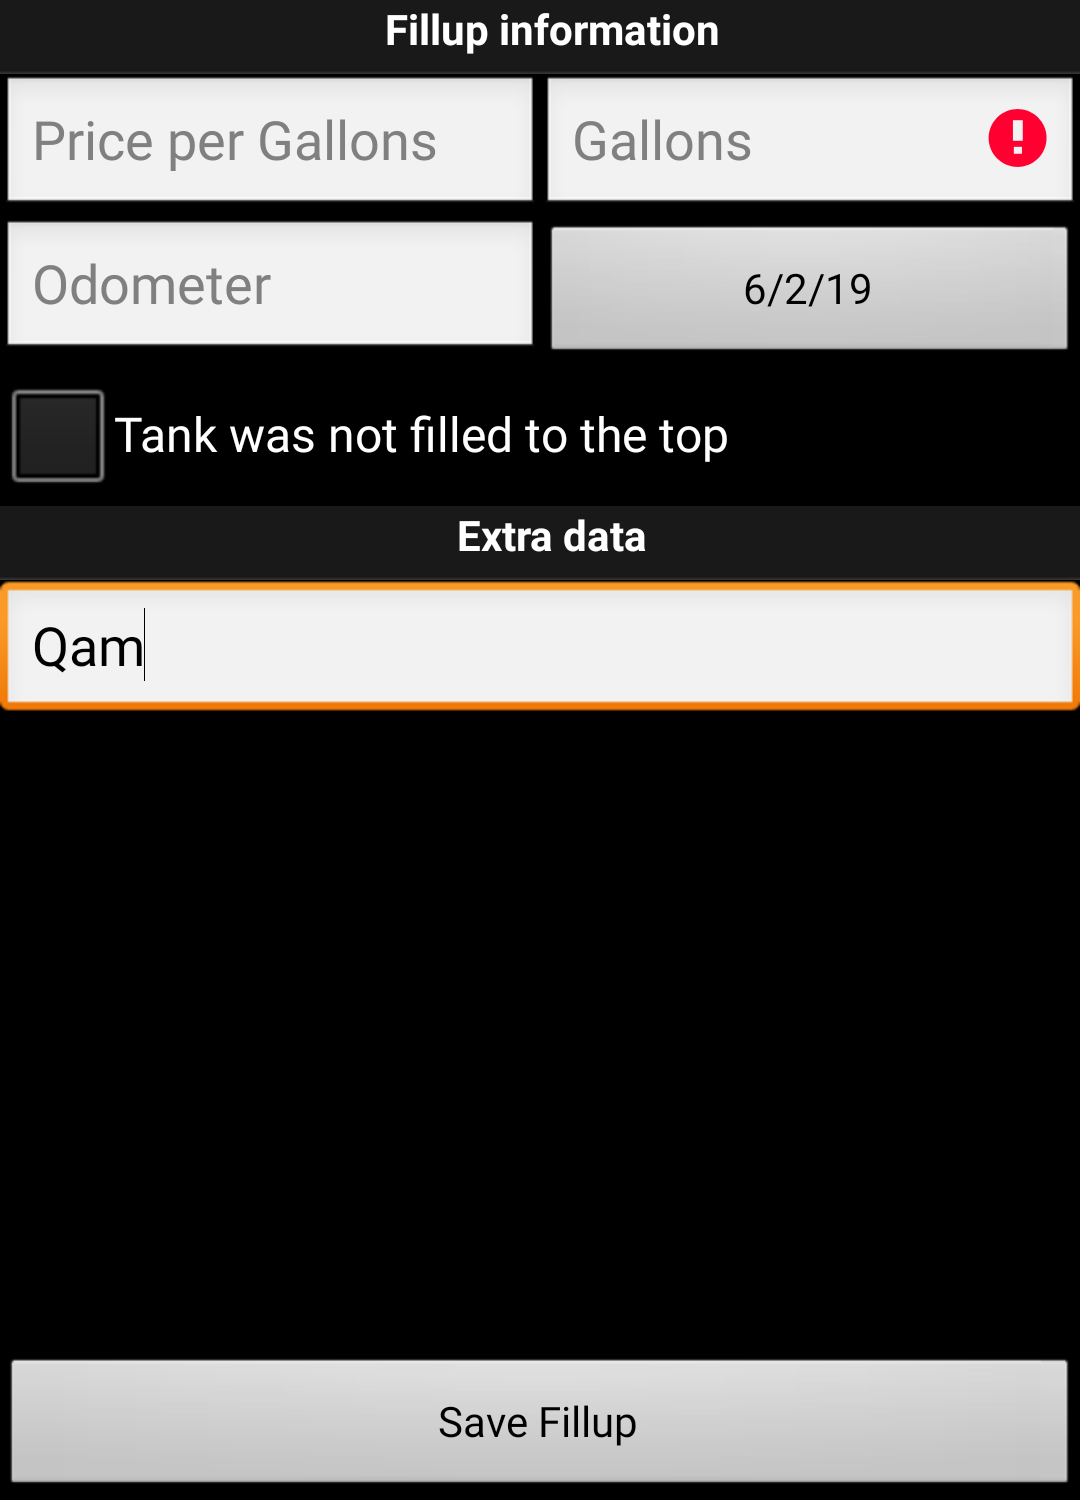 Fillup information
Price per Gallons
Gallons
Odometer
6/2/19
Tank was not filled to the top
Extra data
Qam
Save Fillup